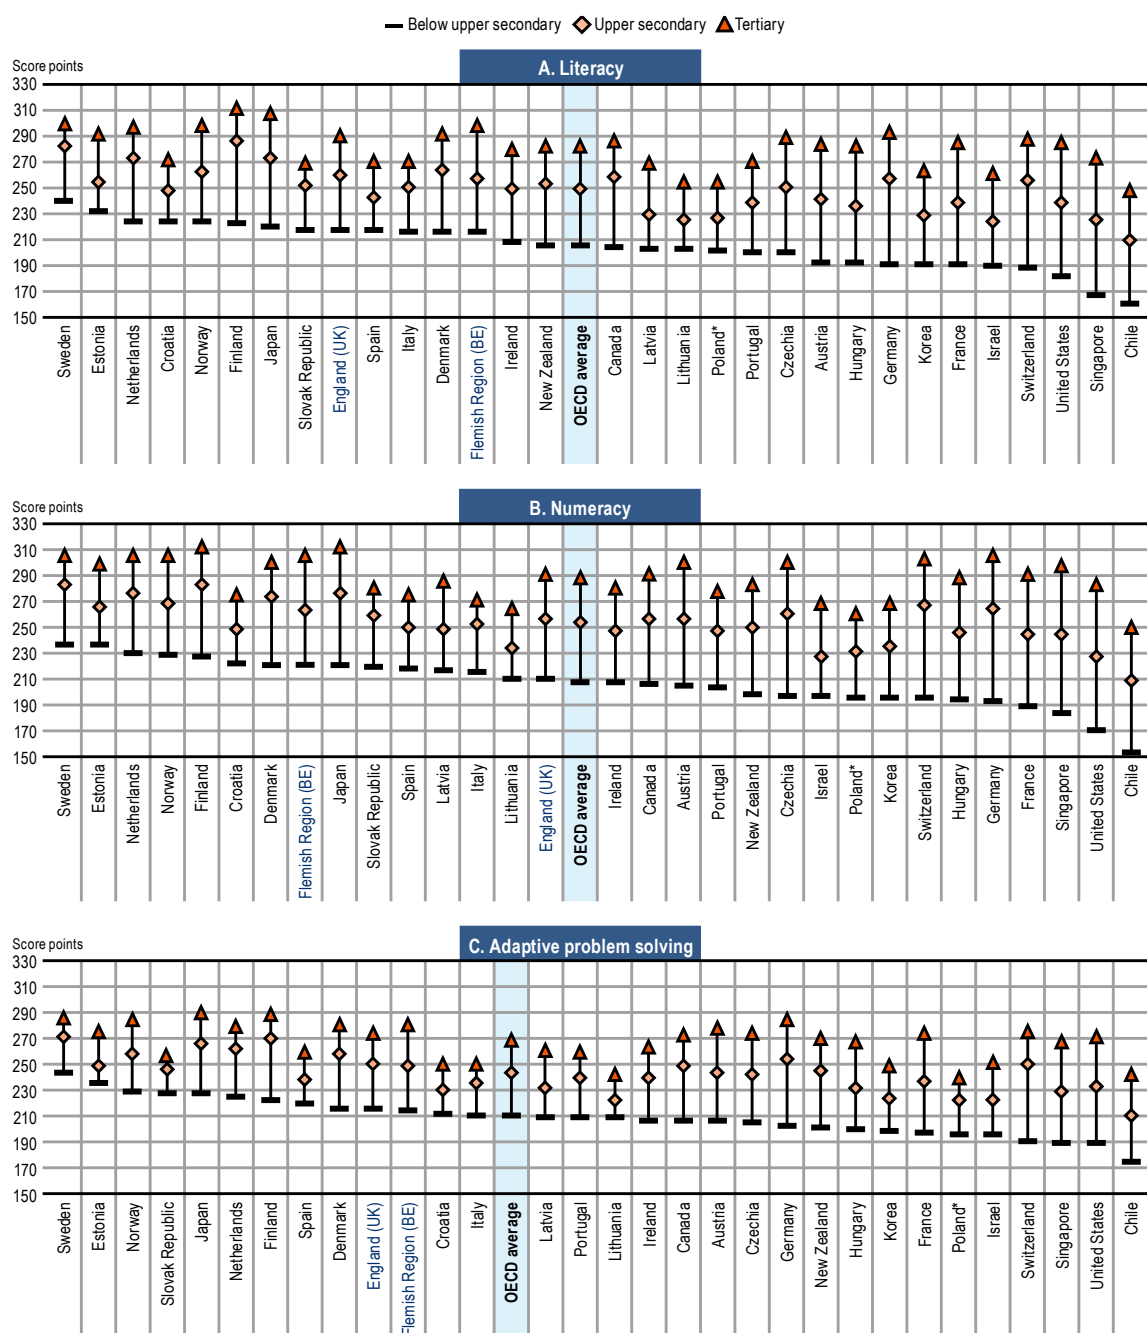 Below upper secondary Upper secondary Tertiary
A. Literacy
Score points
330
310
290
270
250
230
210
190
170
150
Sweden
Estonia
Netherlands
Croatia
Norway
Finland
Japan
Slovak Republic
England (UK)
Spain
Italy
Denmark
Flemish Region (BE)
Ireland
New Zealand
OECD average
Canada
Latvia
Lithuania
Poland*
Portugal
Czechia
Austria
Hungary
Germany
Korea
France
Israel
Switzerland
United States
Singapore
Chile
B. Numeracy
Score points
330
310
290
270
250
230
210
190
170
150
Sweden
Estonia
Netherlands
Norway
Finland
Croatia
Denmark
Flemish Region (BE)
Japan
Slovak Republic
Spain
Latvia
Italy
Lithuania
England (UK)
OECD average
Ireland
Canada
Austria
Portugal
New Zealand
Czechia
Israel
Poland*
Korea
Switzerland
Hungary
Germany
France
Singapore
United States
Chile
C. Adaptive problem solving
Score points
330
310
290
270
250
230
210
190
170
150
Sweden
Estonia
Norway
Slovak Republic
Japan
Netherlands
Finland
Spain
Denmark
England (UK)
Flemish Region (BE)
Croatia
Italy
OECD average
Latvia
Portugal
Lithuania
Ireland
Canada
Austria
Czechia
Germany
New Zealand
Hungary
Korea
France
Poland*
Israel
Switzerland
Singapore
United States
Chile